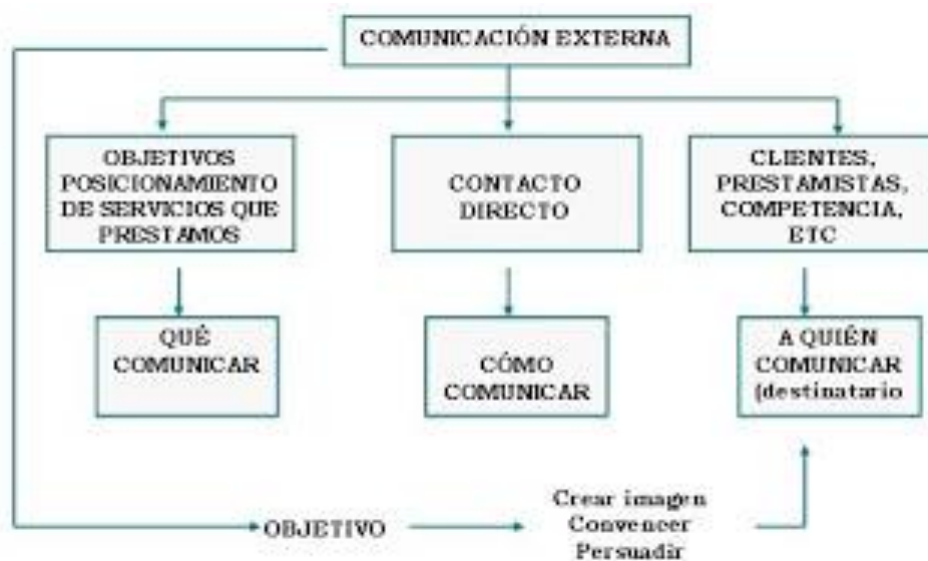 COMUNICACIÓN EXTERNA
OBJETIVOS
POSICIONAMIENTO
DE SERVICIOS QUE
PRESTAMOS
CONTACTO
DIRECTO
CLIENTES,
PRESTAMISTAS,
COMPETENCIA,
ETC
QUÉ
COMUNICAR
CÓMO
COMUNICAR
A QUIÉN
COMUNICAR
(destinatario
OBJETIVO
Crear imagen
Convencer
Persuadir